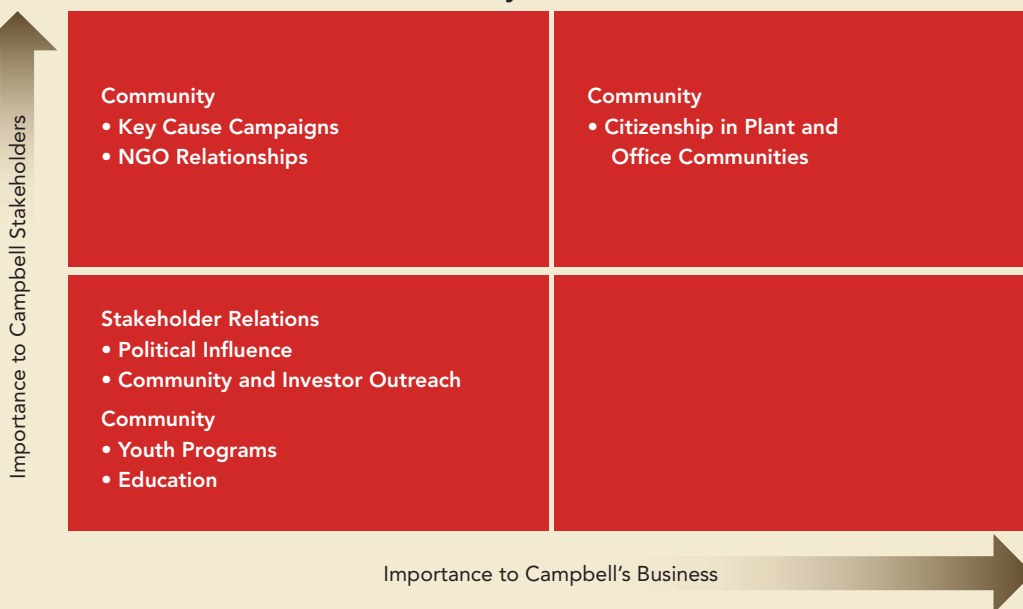 Importance to Campbell Stakeholders
Community
• Key Cause Campaigns
• NGO Relationships
Community
• Citizenship in Plant and
Office Communities
Stakeholder Relations
• Political Influence
• Community and Investor Outreach
Community
• Youth Programs
• Education
Importance to Campbell's Business